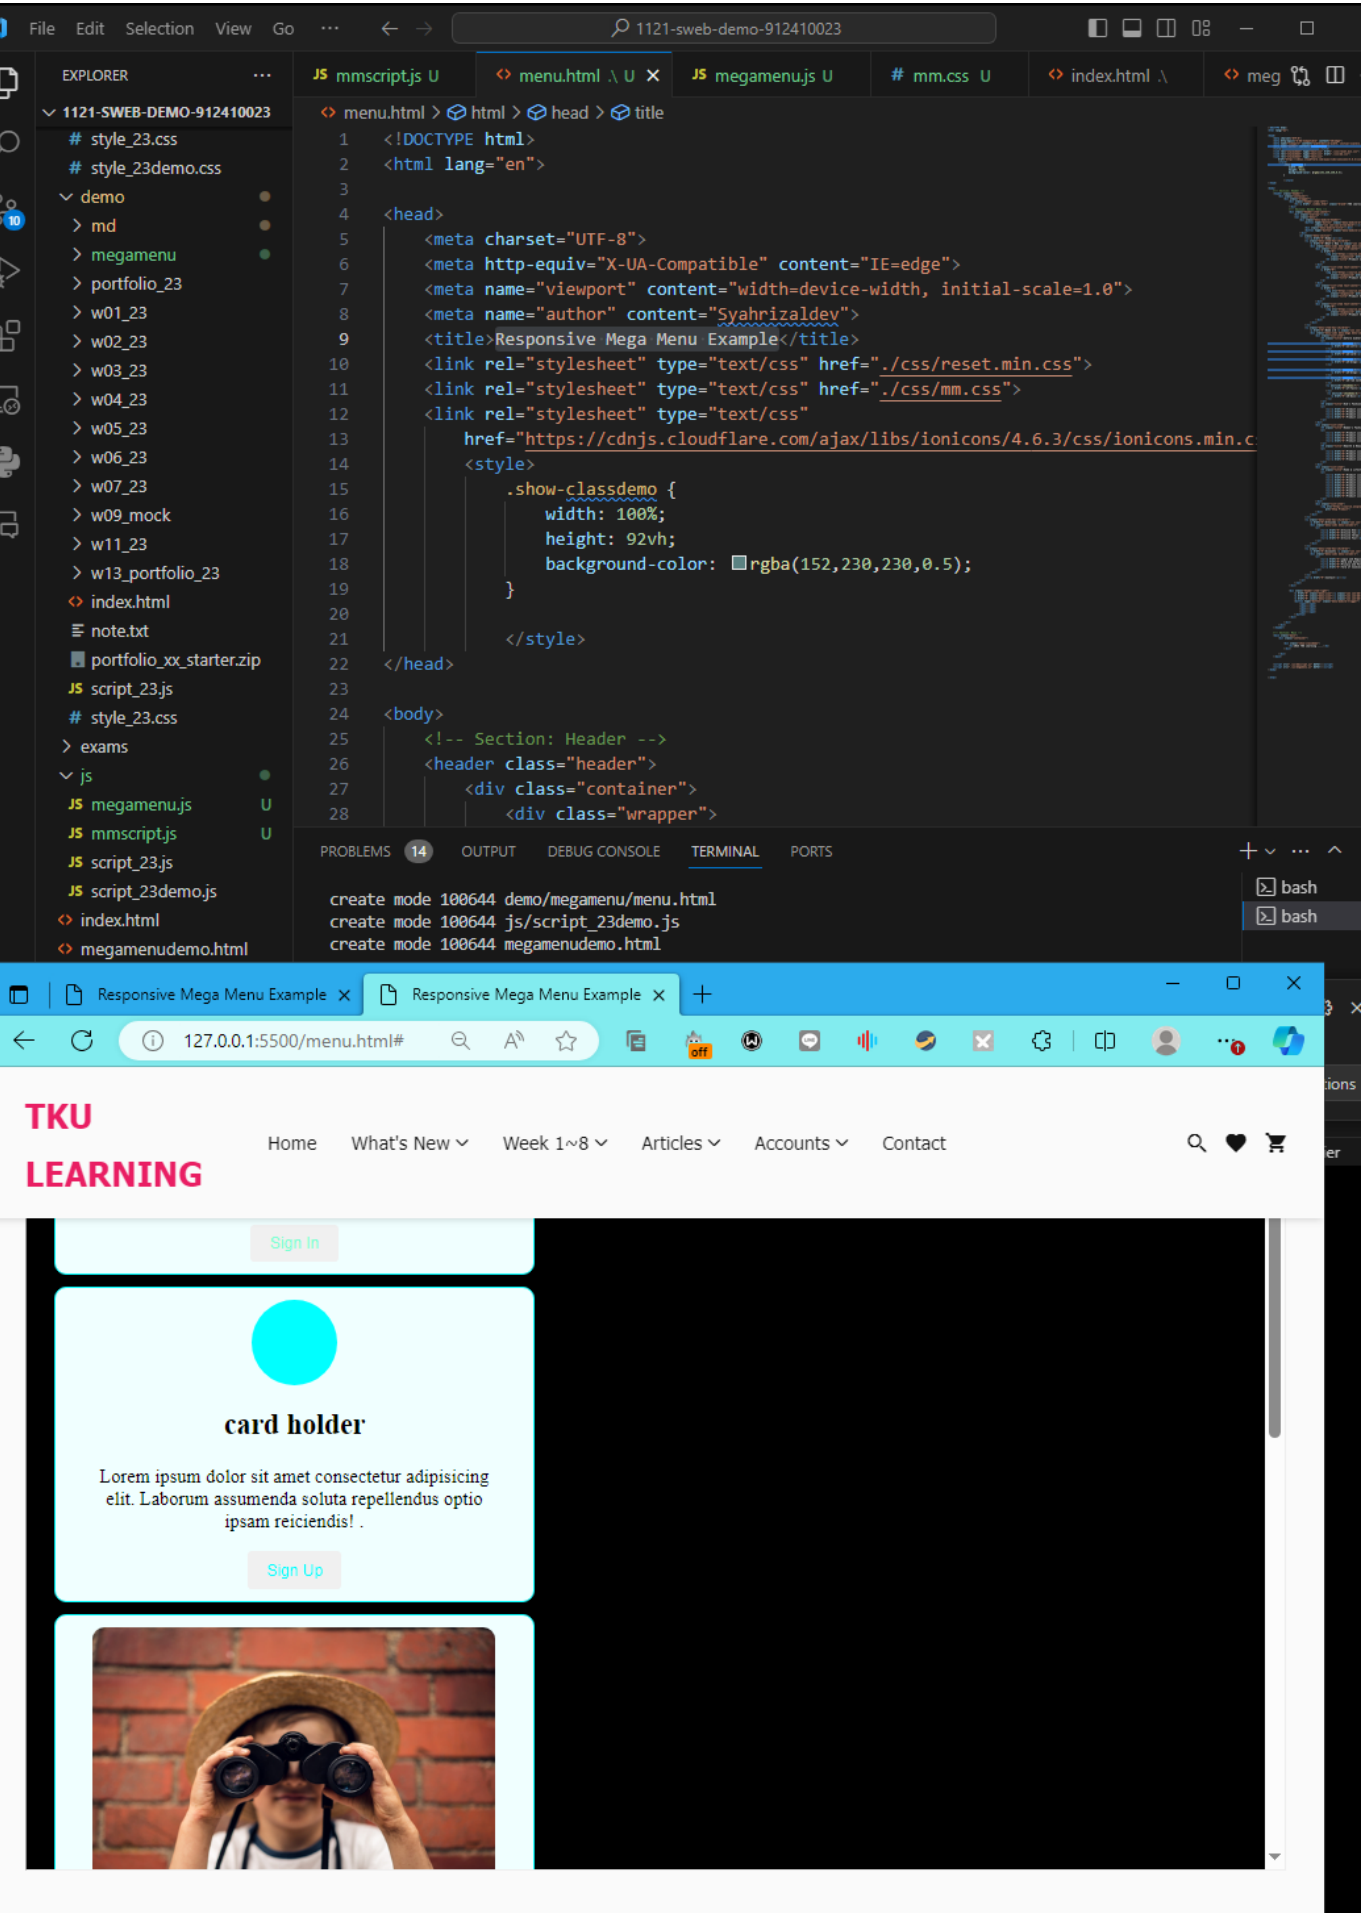 File Edit Selection View Go ··· 1121-sweb-demo-912410023
EXPLORER ···
JS mmscript.js U <> menu.html .\ U × JS megamenu.js U # mm.css U <> index.html .\ <> meg
1121-SWEB-DEMO-912410023
menu.html > html > head > title
# style_23.css
# style_23demo.css
demo
> md
> megamenu
> portfolio_23
> w01_23
> w02_23
> w03_23
> w04_23
> w05_23
> w06_23
> w07_23
> w09_mock
> w11_23
> w13_portfolio_23
<> index.html
note.txt
portfolio_xx_starter.zip
JS script_23.js
# style_23.css
> exams
js
JS megamenu.js U
JS mmscript.js U
JS script_23.js
JS script_23demo.js
<> index.html
<> megamenudemo.html
10
1 <!DOCTYPE html>
2 <html lang="en">
3
4 <head>
5 <meta charset="UTF-8">
6 <meta http-equiv="X-UA-Compatible" content="IE=edge">
7 <meta name="viewport" content="width=device-width, initial-scale=1.0">
8 <meta name="author" content="Syahrizaldev">
9 <title>Responsive Mega Menu Example</title>
10 <link rel="stylesheet" type="text/css" href="./css/reset.min.css">
11 <link rel="stylesheet" type="text/css" href="./css/mm.css">
12 <link rel="stylesheet" type="text/css"
13 href="https://cdnjs.cloudflare.com/ajax/libs/ionicons/4.6.3/css/ionicons.min.c
14 <style>
15 .show-classdemo {
16 width: 100%;
17 height: 92vh;
18 background-color: rgba(152,230,230,0.5);
19 }
20
21 </style>
22 </head>
23
24 <body>
25 <!-- Section: Header -->
26 <header class="header">
27 <div class="container">
28 <div class="wrapper">
PROBLEMS 14 OUTPUT DEBUG CONSOLE TERMINAL PORTS
create mode 100644 demo/megamenu/menu.html
create mode 100644 js/script_23demo.js
create mode 100644 megamenudemo.html
bash
bash
Responsive Mega Menu Example × Responsive Mega Menu Example ×
127.0.0.1:5500/menu.html#
off
tions
ier
TKU
LEARNING
Home What's New Week 1~8 Articles Accounts Contact
Sign In
card holder
Lorem ipsum dolor sit amet consectetur adipisicing
elit. Laborum assumenda soluta repellendus optio
ipsam reiciendis! .
Sign Up